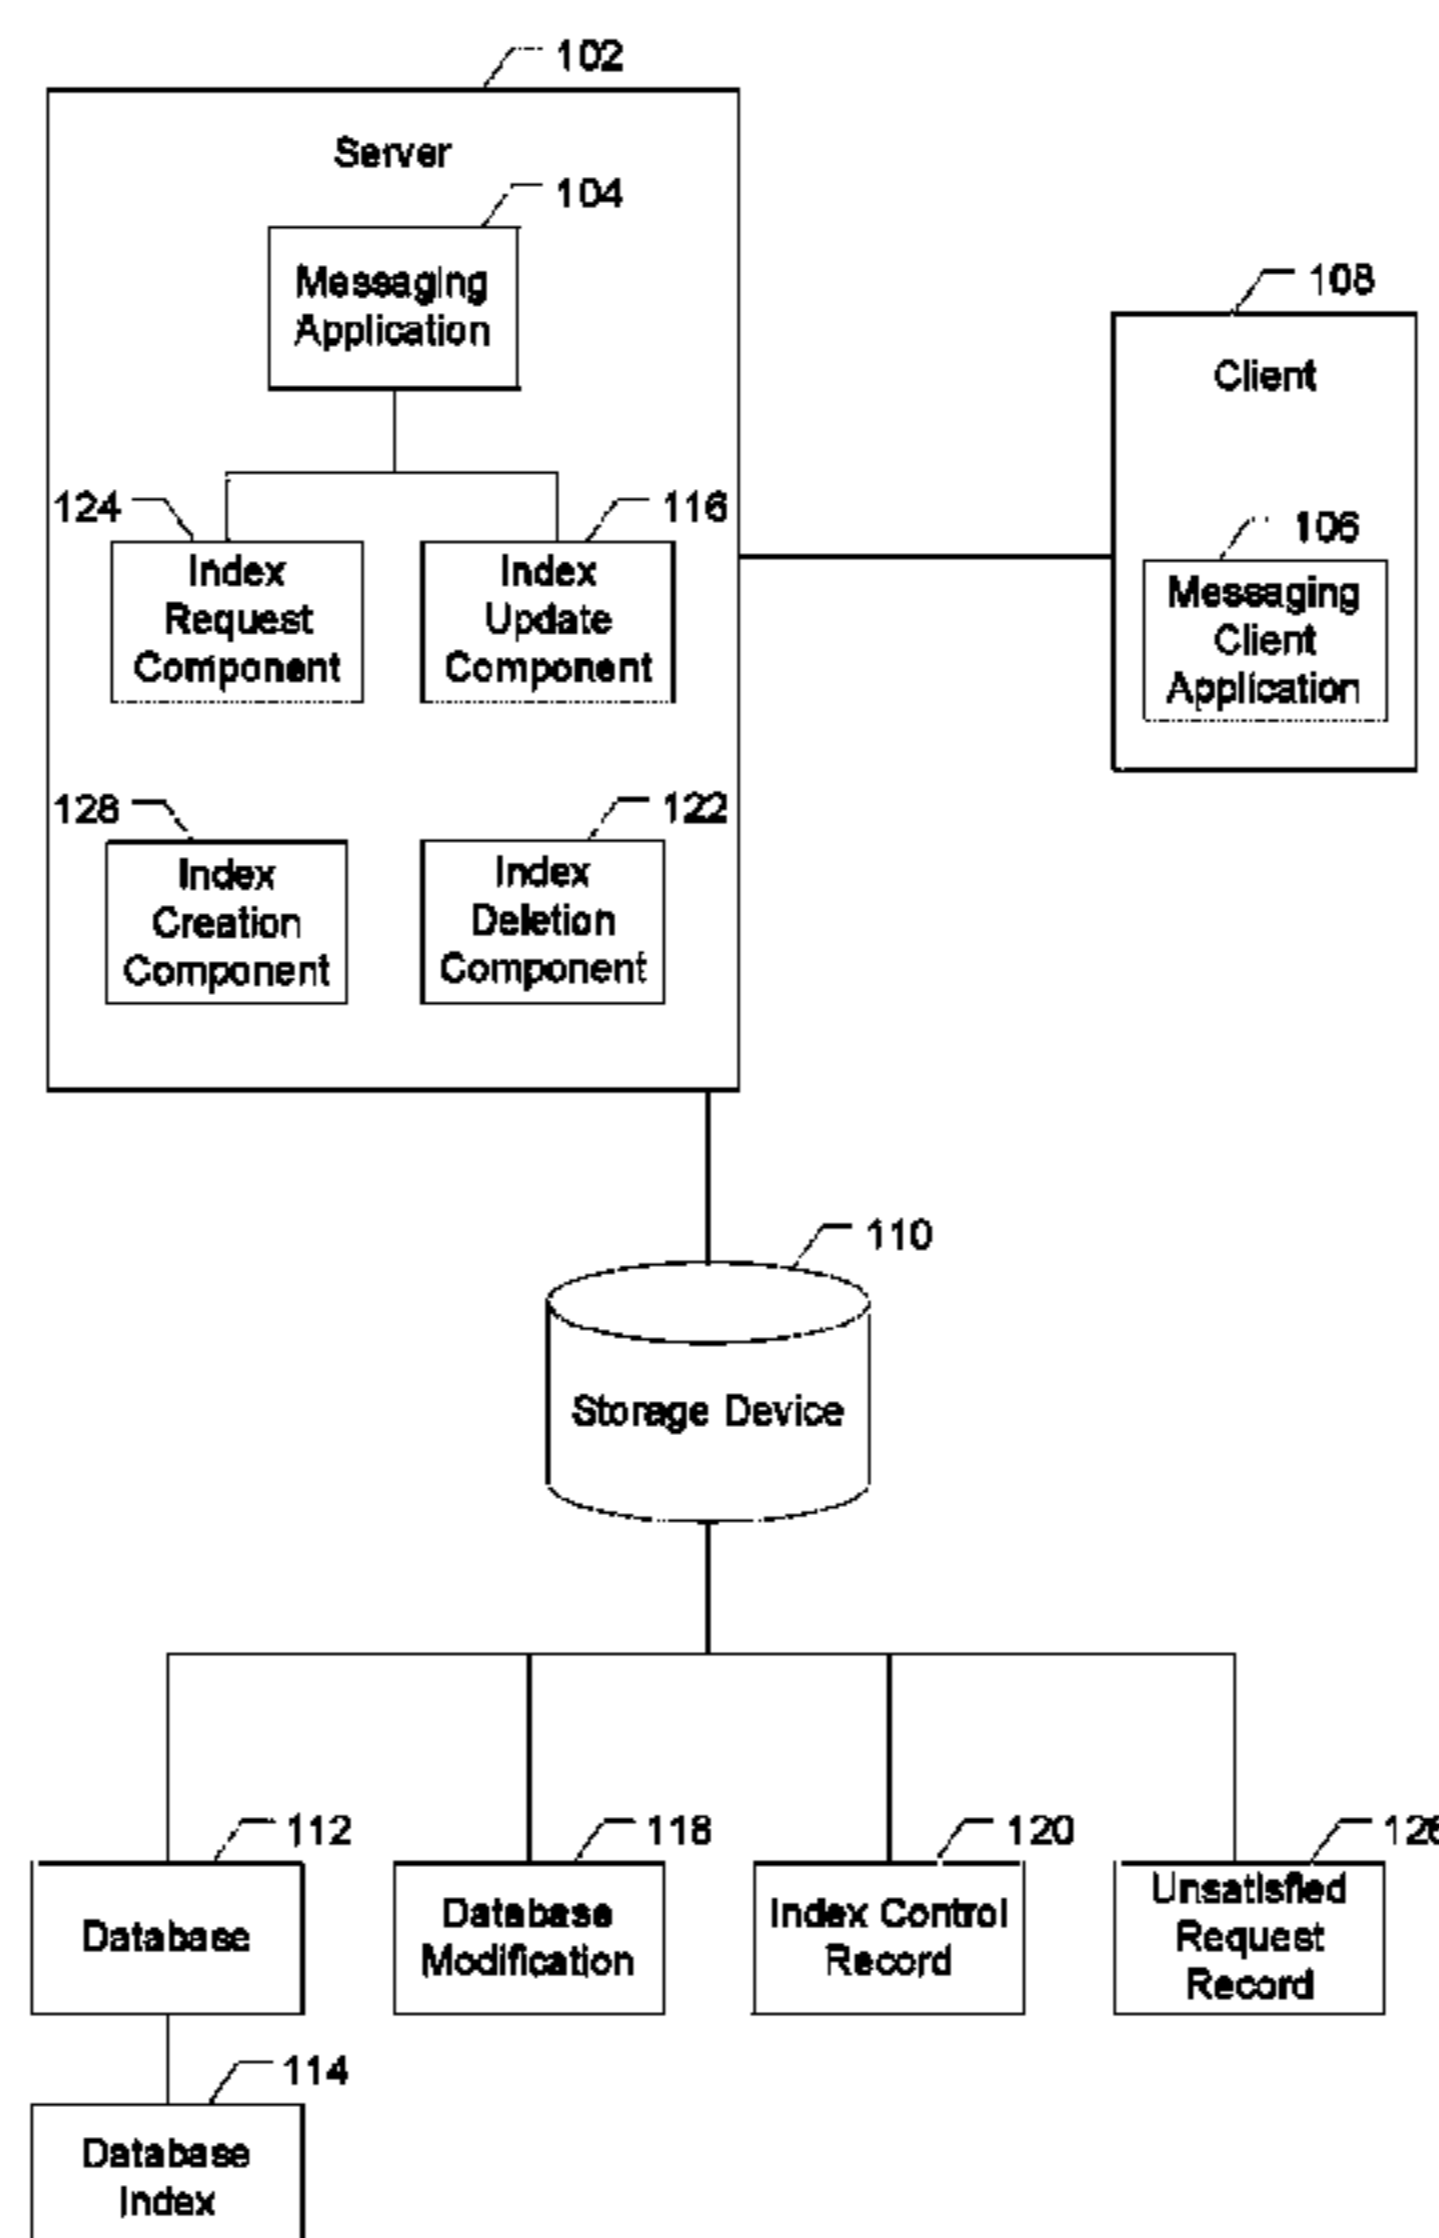 102
Server
104
Messaging
Application
108
Client
124
116
Index
Request
Component
Index
Update
Component
106
Messaging
Client
Application
128
122
Index
Creation
Component
Index
Deletion
Component
110
Storage Device
112
118
120
126
Database
Database
Modification
Index Control
Record
Unsatisfied
Request
Record
114
Database
Index